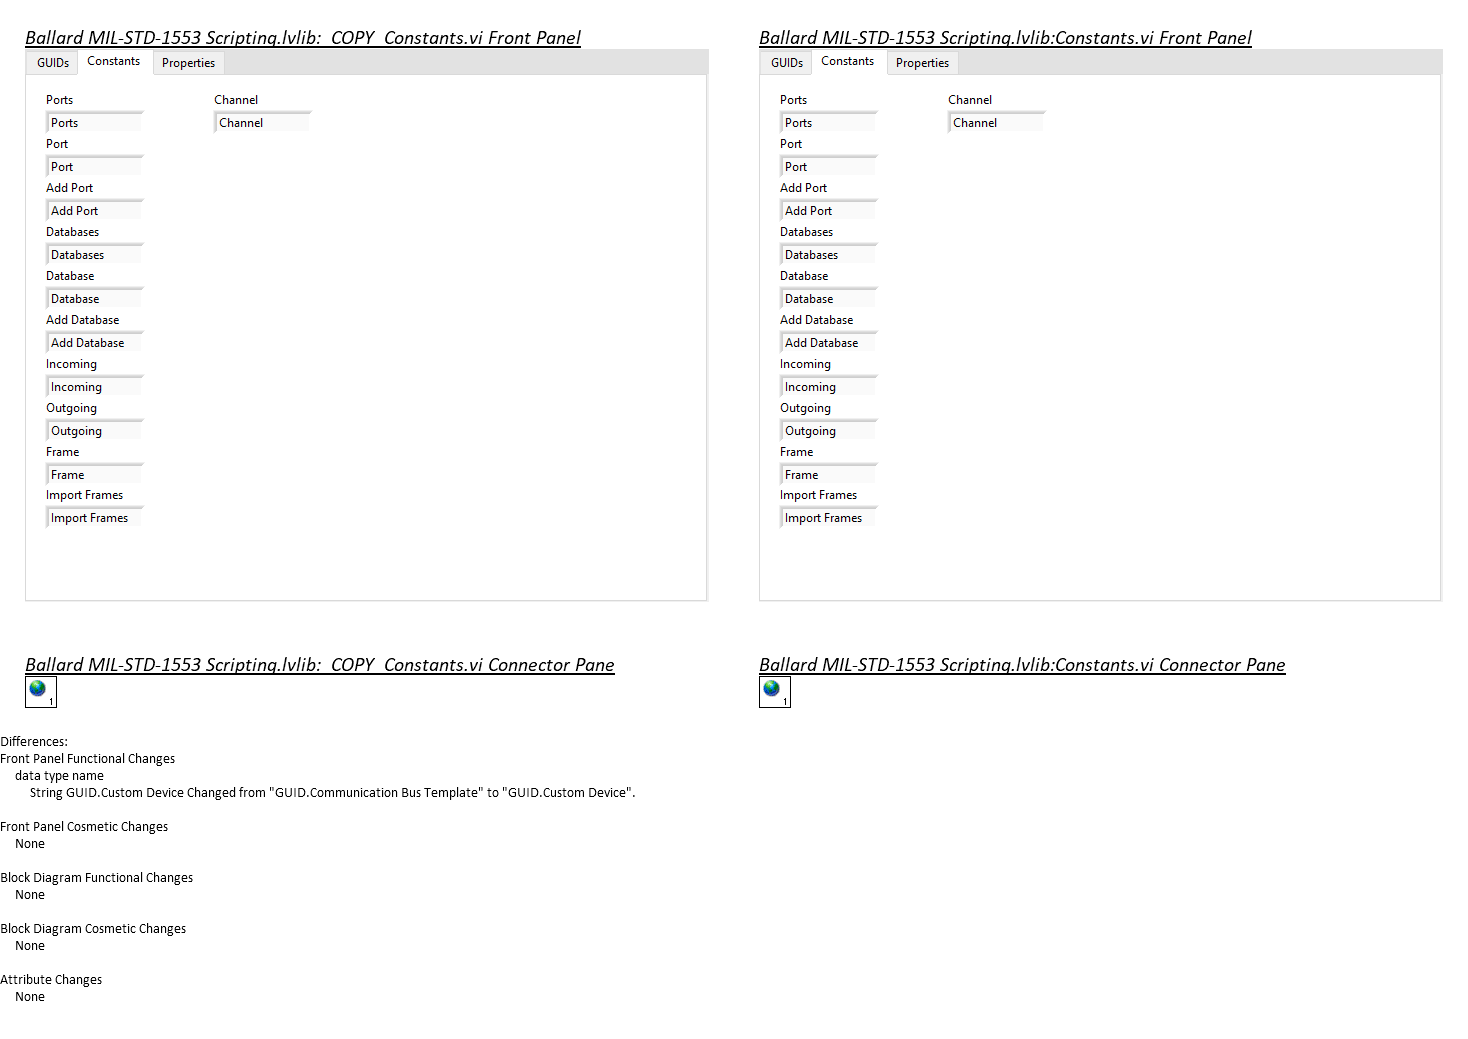 Ballard MIL-STD-1553 Scripting.lvlib:_COPY_Constants.vi Front Panel
GUIDs Constants Properties
Ports Channel
Ports Channel
Port
Port
Add Port
Add Port
Databases
Databases
Database
Database
Add Database
Add Database
Incoming
Incoming
Outgoing
Outgoing
Frame
Frame
Import Frames
Import Frames
Ballard MIL-STD-1553 Scripting.lvlib:Constants.vi Front Panel
GUIDs Constants Properties
Ports Channel
Ports Channel
Port
Port
Add Port
Add Port
Databases
Databases
Database
Database
Add Database
Add Database
Incoming
Incoming
Outgoing
Outgoing
Frame
Frame
Import Frames
Import Frames
Ballard MIL-STD-1553 Scripting.lvlib:_COPY_Constants.vi Connector Pane
1
Ballard MIL-STD-1553 Scripting.lvlib:Constants.vi Connector Pane
1
Differences:
Front Panel Functional Changes
data type name
String GUID.Custom Device Changed from "GUID.Communication Bus Template" to "GUID.Custom Device".
Front Panel Cosmetic Changes
None
Block Diagram Functional Changes
None
Block Diagram Cosmetic Changes
None
Attribute Changes
None